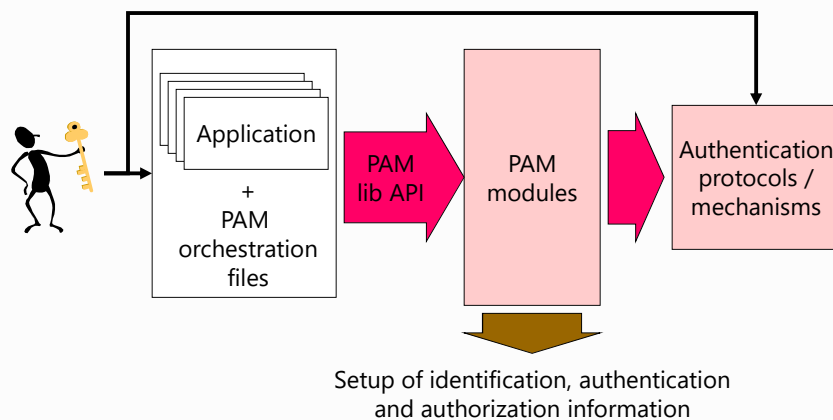 Application
+
PAM
orchestration
files
PAM
lib API
PAM
modules
Authentication
protocols /
mechanisms
Setup of identification, authentication
and authorization information